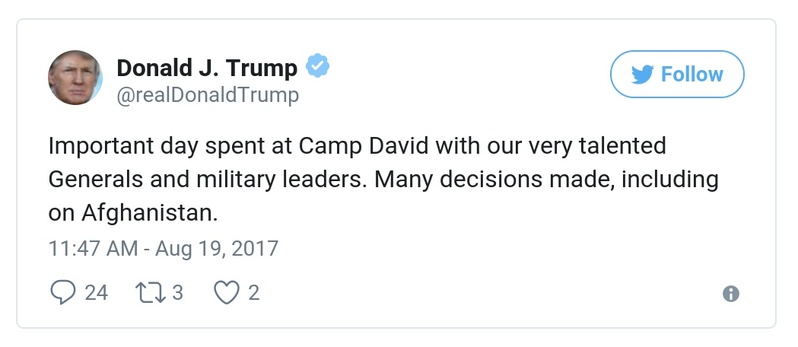 Donald J. Trump
@realDonaldTrump
Follow
Important day spent at Camp David with our very talented
Generals and military leaders. Many decisions made, including
on Afghanistan.
11:47 AM - Aug 19, 2017
24 3 2